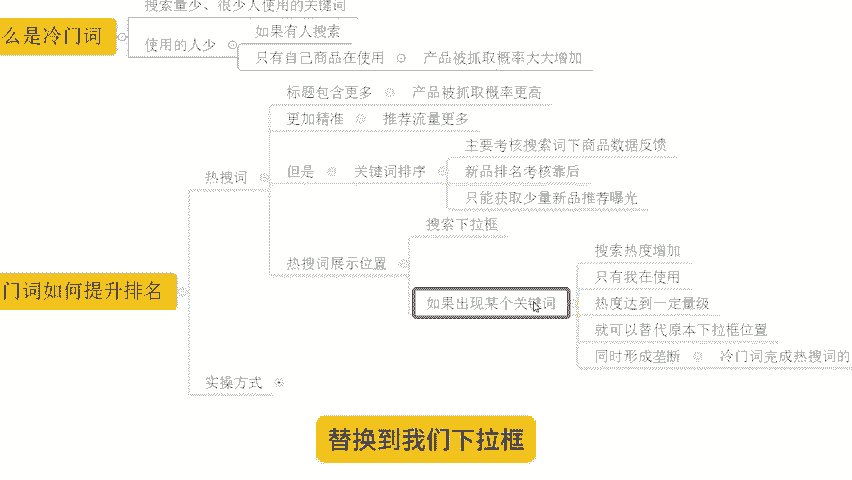 搜索量少、很少人使用的关键词
么是冷门词
使用的人少
如果有人搜索
只有自己商品在使用
产品被抓取概率大大增加
标题包含更多
产品被抓取概率更高
更加精准
推荐流量更多
热搜词
但是
关键词排序
主要考核搜索词下商品数据反馈
新品排名考核靠后
只能获取少量新品推荐曝光
热搜词展示位置
搜索下拉框
如果出现某个关键词
搜索热度增加
只有我在使用
热度达到一定量级
就可以替代原本下拉框位置
同时形成垄断
冷门词完成热搜词的
门词如何提升排名
实操方式
替换到我们下拉框